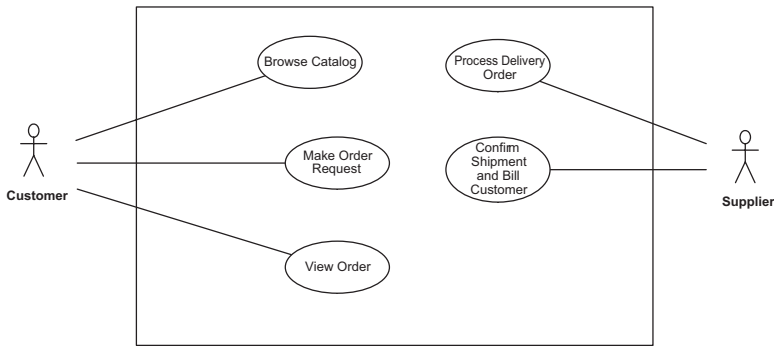 Browse Catalog
Process Delivery
Order
Make Order
Request
Confirm
Shipment
and Bill
Customer
Customer
Supplier
View Order